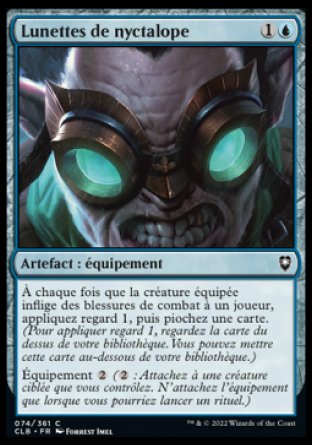 Lunettes de nyctalope 1
Artefact : équipement
À chaque fois que la créature équipée
inflige des blessures de combat à un joueur,
appliquez regard 1, puis piochez une carte.
(Pour appliquer regard 1, regardez la carte du
dessus de votre bibliothèque. Vous pouvez mettre
cette carte au-dessous de votre bibliothèque.)
Équipement 2 (2 : Attachez à une créature
ciblée que vous contrôlez. N'attachez l'équipement
que lorsque vous pourriez lancer un rituel.)
074/361 C
CLB • FR Forrest Imel ™ & © 2022 Wizards of the Coast